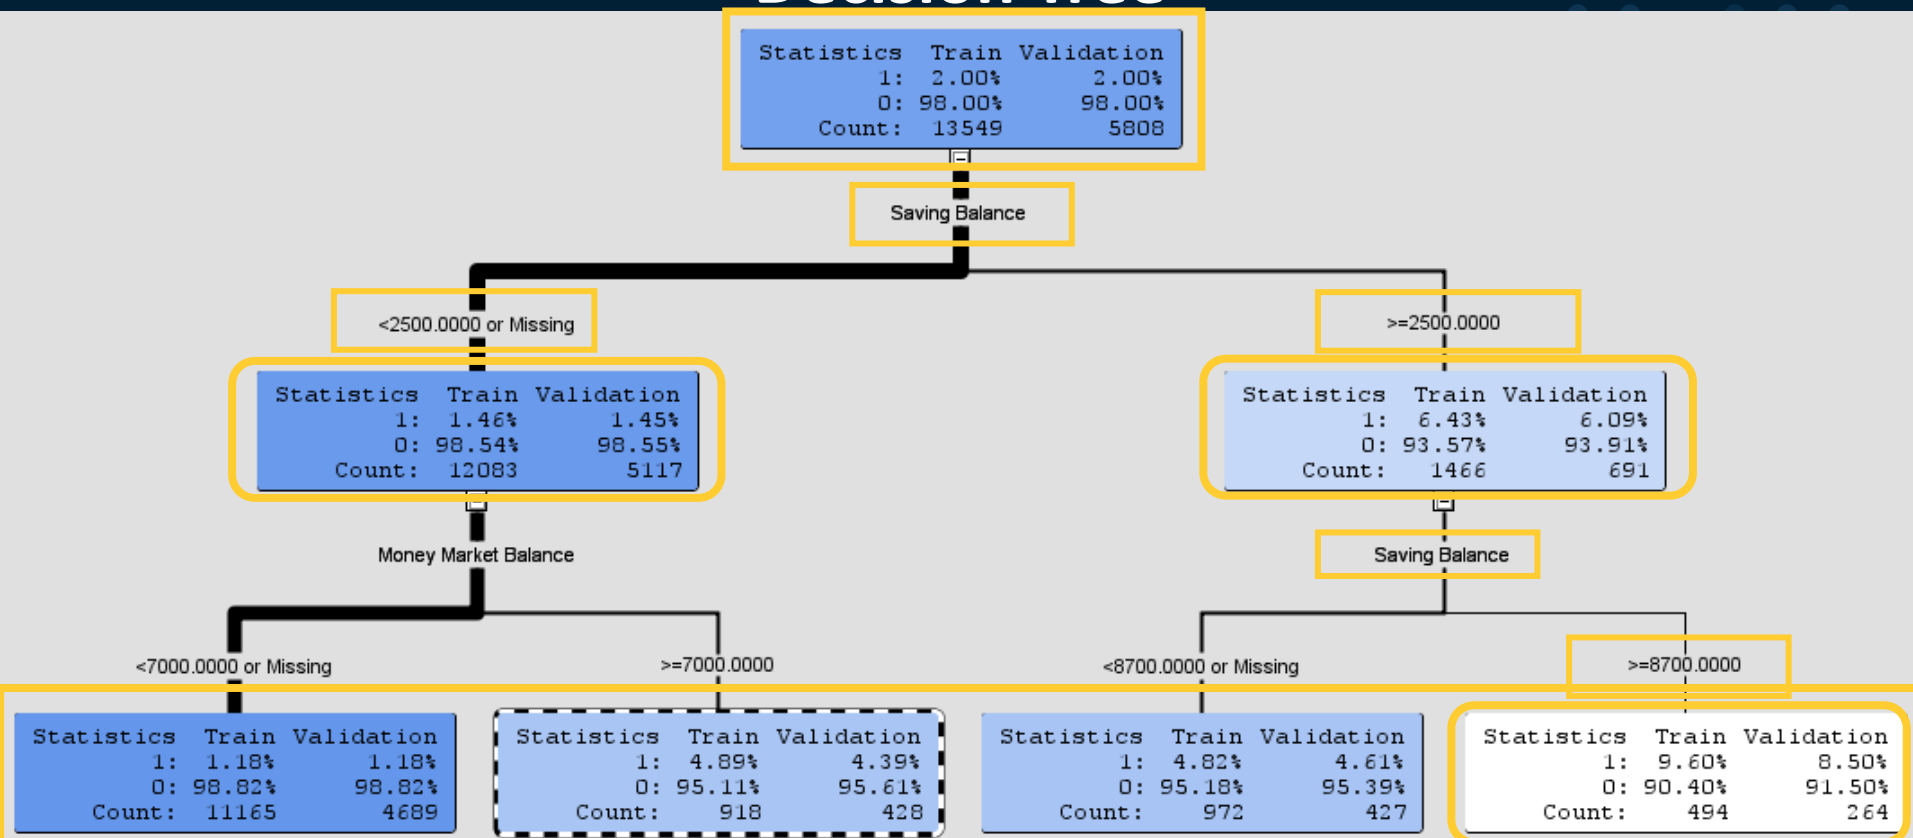 Decision Tree
Statistics Train Validation
1: 2.00% 2.00%
0: 98.00% 98.00%
Count: 13549 5808
Saving Balance
<2500.0000 or Missing
>=2500.0000
Statistics Train Validation
1: 1.46% 1.45%
0: 98.54% 98.55%
Count: 12083 5117
Statistics Train Validation
1: 6.43% 6.09%
0: 93.57% 93.91%
Count: 1466 691
Money Market Balance
Saving Balance
<7000.0000 or Missing
>=7000.0000
<8700.0000 or Missing
>=8700.0000
Statistics Train Validation
1: 1.18% 1.18%
0: 98.82% 98.82%
Count: 11165 4689
Statistics Train Validation
1: 4.89% 4.39%
0: 95.11% 95.61%
Count: 918 428
Statistics Train Validation
1: 4.82% 4.61%
0: 95.18% 95.39%
Count: 972 427
Statistics Train Validation
1: 9.60% 8.50%
0: 90.40% 91.50%
Count: 494 264